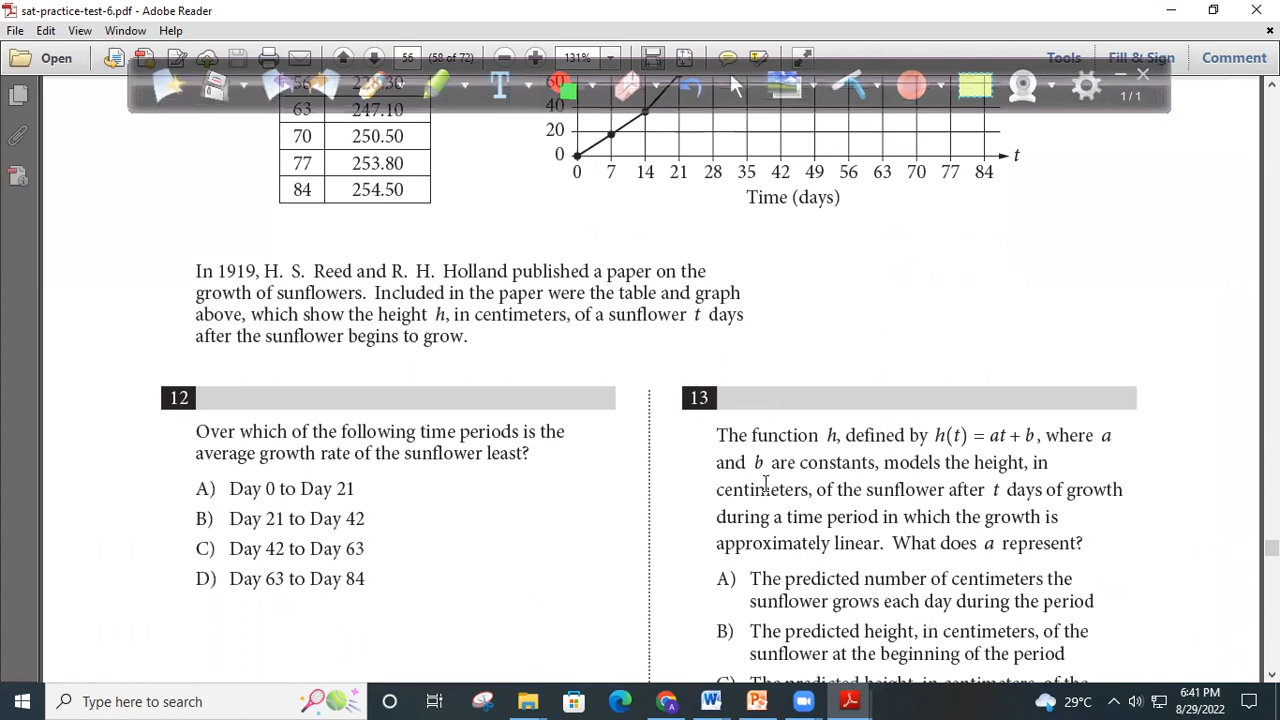 sat-practice-test-6.pdf - Adobe Reader
File Edit View Window Help
Open 56 (58 of 72) 131% Tools Fill & Sign Comment
1/1
63 247.10
70 250.50
77 253.80
84 254.50
60
40
20
0
t
0 7 14 21 28 35 42 49 56 63 70 77 84
Time (days)
In 1919, H. S. Reed and R. H. Holland published a paper on the
growth of sunflowers. Included in the paper were the table and graph
above, which show the height h, in centimeters, of a sunflower t days
after the sunflower begins to grow.
12
Over which of the following time periods is the
average growth rate of the sunflower least?
A) Day 0 to Day 21
B) Day 21 to Day 42
C) Day 42 to Day 63
D) Day 63 to Day 84
13
The function h, defined by h(t) = at + b, where a
and b are constants, models the height, in
centimeters, of the sunflower after t days of growth
during a time period in which the growth is
approximately linear. What does a represent?
A) The predicted number of centimeters the
sunflower grows each day during the period
B) The predicted height, in centimeters, of the
sunflower at the beginning of the period
C) The predicted height, in centimeters, of the
Type here to search
29°C
6:41 PM
8/29/2022